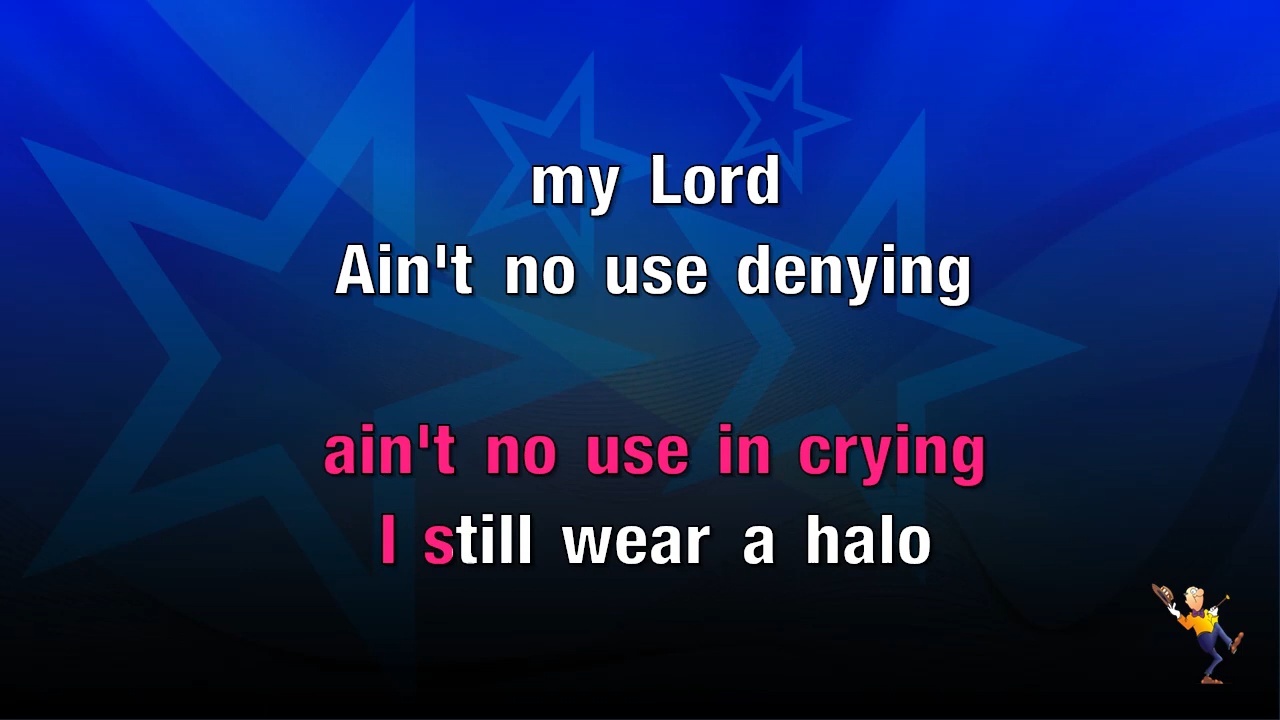 my Lord
Ain't no use denying
ain't no use in crying
I still wear a halo